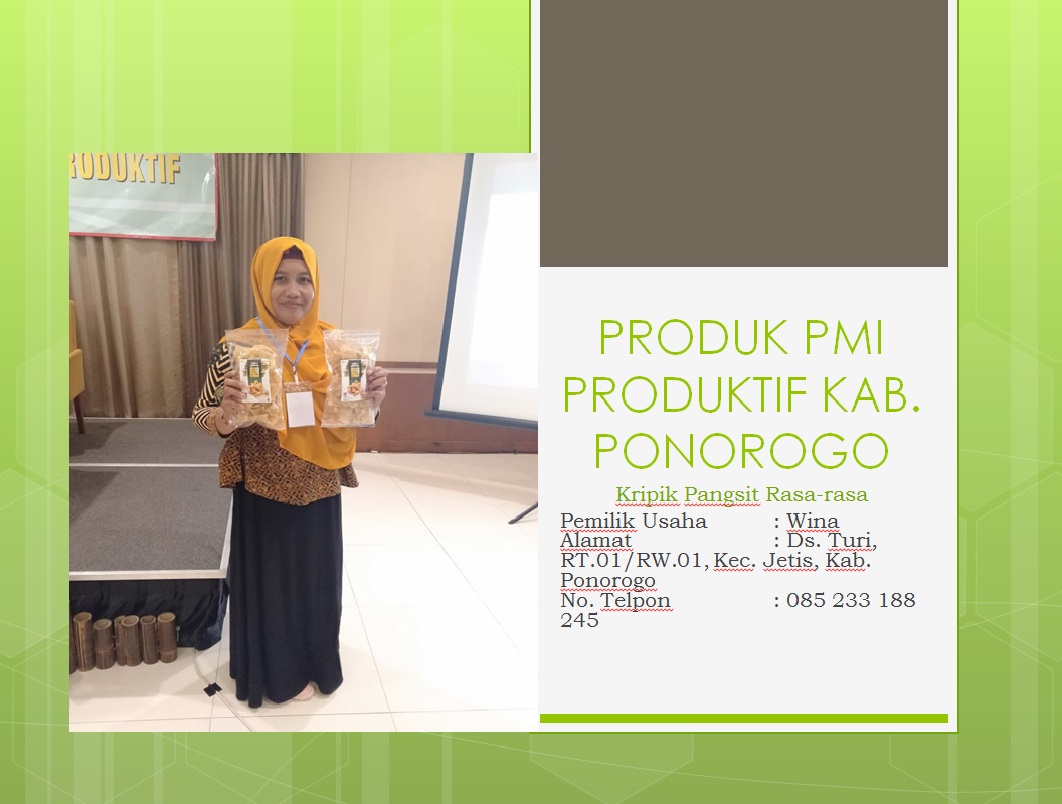 RODUKTIF
PRODUK PMI
PRODUKTIF KAB.
PONOROGO
Kripik Pangsit Rasa-rasa
Pemilik Usaha : Wina
Alamat : Ds. Turi,
RT.01/RW.01, Kec. Jetis, Kab.
Ponorogo
No. Telpon : 085 233 188
245